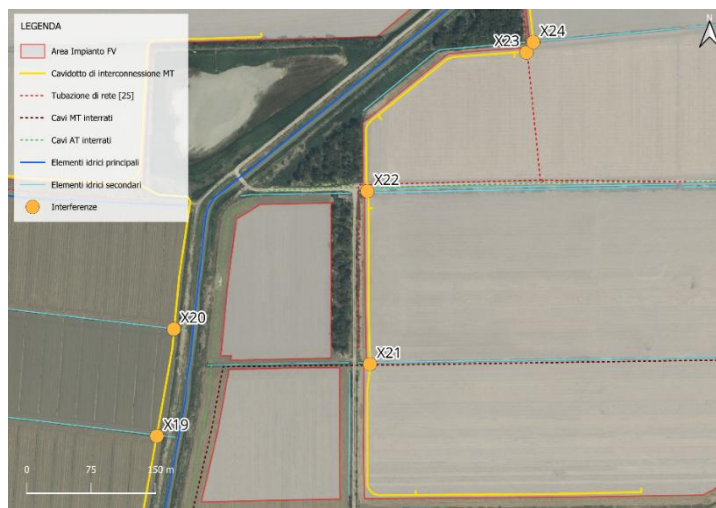 LEGENDA
Area Impianto FV
Cavidotto di interconnessione MT
Tubazione di rete [25]
Cavi MT interrati
Cavi AT interrati
Elementi idrici principali
Elementi idrici secondari
Interferenze
N
X24
X23
X22
X21
X20
X19
0 75 150 m